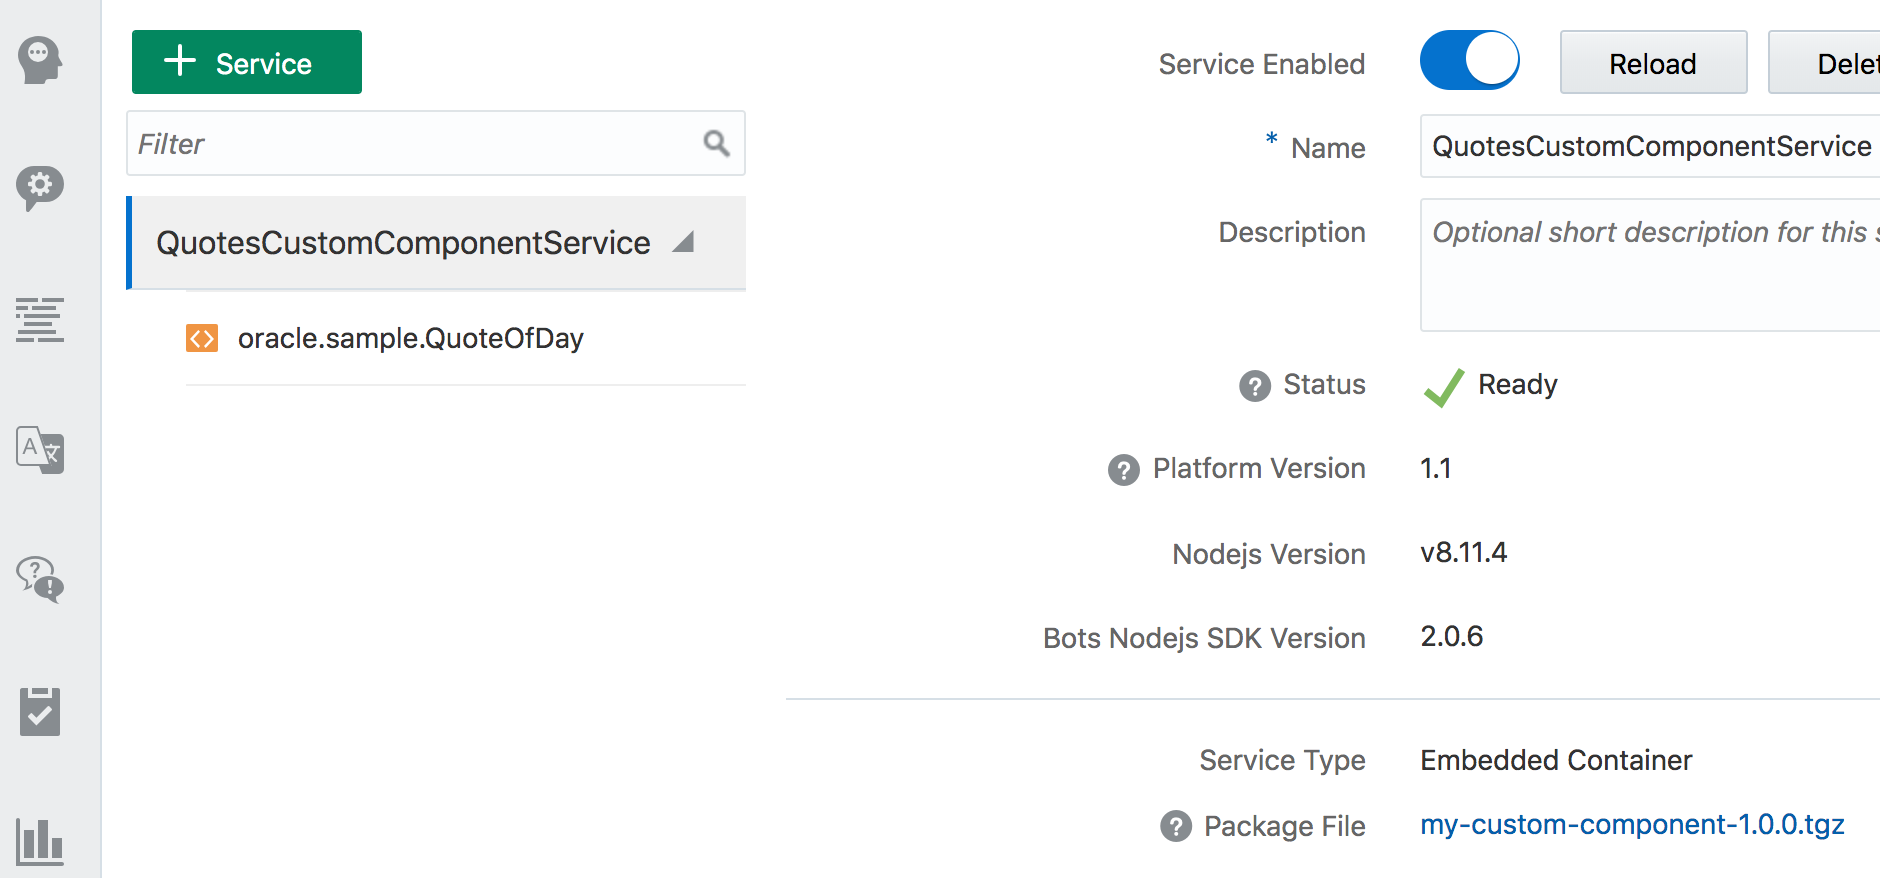 + Service
Filter
QuotesCustomComponentService
oracle.sample.QuoteOfDay
Service Enabled
Reload
Delet
* Name
QuotesCustomComponentService
Description
Optional short description for this s
? Status
Ready
? Platform Version
1.1
Nodejs Version
v8.11.4
Bots Nodejs SDK Version
2.0.6
Service Type
Embedded Container
? Package File
my-custom-component-1.0.0.tgz